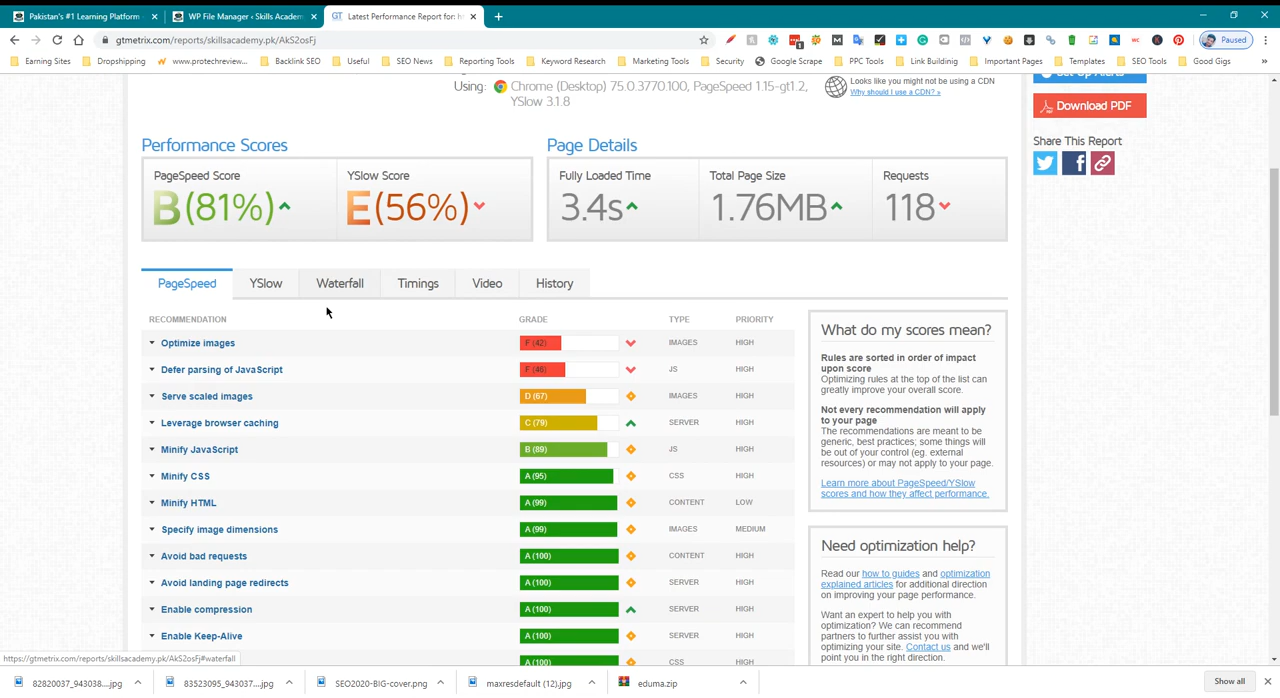 Pakistan's #1 Learning Platform
WP File Manager ‹ Skills Academ
GT Latest Performance Report for: h
gtmetrix.com/reports/skillsacademy.pk/AkS2osFj
Paused
Earning Sites
Dropshipping
www.protechreview...
Backlink SEO
Useful
SEO News
Reporting Tools
Keyword Research
Marketing Tools
Security
Google Scrape
PPC Tools
Link Building
Important Pages
Templates
SEO Tools
Good Gigs
Using: Chrome (Desktop) 75.0.3770.100, PageSpeed 1.15-gt1.2,
YSlow 3.1.8
Looks like you might not be using a CDN
Why should I use a CDN? »
Set Up Alerts
Download PDF
Share This Report
Performance Scores
PageSpeed Score
B(81%)
YSlow Score
E(56%)
Page Details
Fully Loaded Time
3.4s
Total Page Size
1.76MB
Requests
118
PageSpeed
YSlow
Waterfall
Timings
Video
History
RECOMMENDATION GRADE TYPE PRIORITY
Optimize images F (42) IMAGES HIGH
Defer parsing of JavaScript F (46) JS HIGH
Serve scaled images D (67) IMAGES HIGH
Leverage browser caching C (79) SERVER HIGH
Minify JavaScript B (89) JS HIGH
Minify CSS A (95) CSS HIGH
Minify HTML A (99) CONTENT LOW
Specify image dimensions A (99) IMAGES MEDIUM
Avoid bad requests A (100) CONTENT HIGH
Avoid landing page redirects A (100) SERVER HIGH
Enable compression A (100) SERVER HIGH
Enable Keep-Alive A (100) SERVER HIGH
A (100) CSS HIGH
What do my scores mean?
Rules are sorted in order of impact
upon score
Optimizing rules at the top of the list can
greatly improve your overall score.
Not every recommendation will apply
to your page
The recommendations are meant to be
generic, best practices; some things will
be out of your control (eg. external
resources) or may not apply to your page.
Learn more about PageSpeed/YSlow
scores and how they affect performance.
Need optimization help?
Read our how to guides and optimization
explained articles for additional direction
on improving your page performance.
Want an expert to help you with
optimization? We can recommend
partners to further assist you with
optimizing your site. Contact us and we'll
point you in the right direction.
https://gtmetrix.com/reports/skillsacademy.pk/AkS2osFj#waterfall
82820037_943038....jpg
83523095_943037....jpg
SEO2020-BIG-cover.png
maxresdefault (12).jpg
eduma.zip
Show all